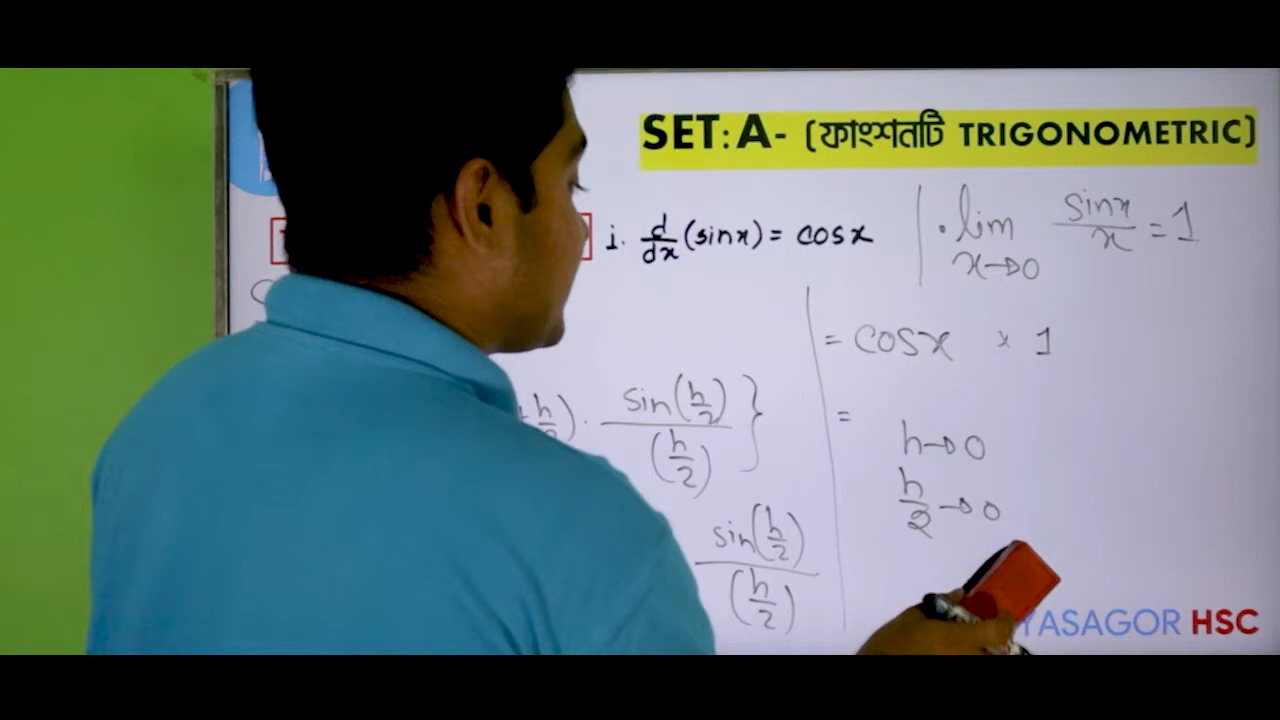 SET: A- (ফাংশনটি TRIGONOMETRIC)
i. d/dx (sinx) = cosx
lim x→0 sinx/x = 1
= cosx × 1
h/2) · sin(h/2)/(h/2) }
=
h→0
h/2→0
sin(h/2)/(h/2)
YASAGOR HSC